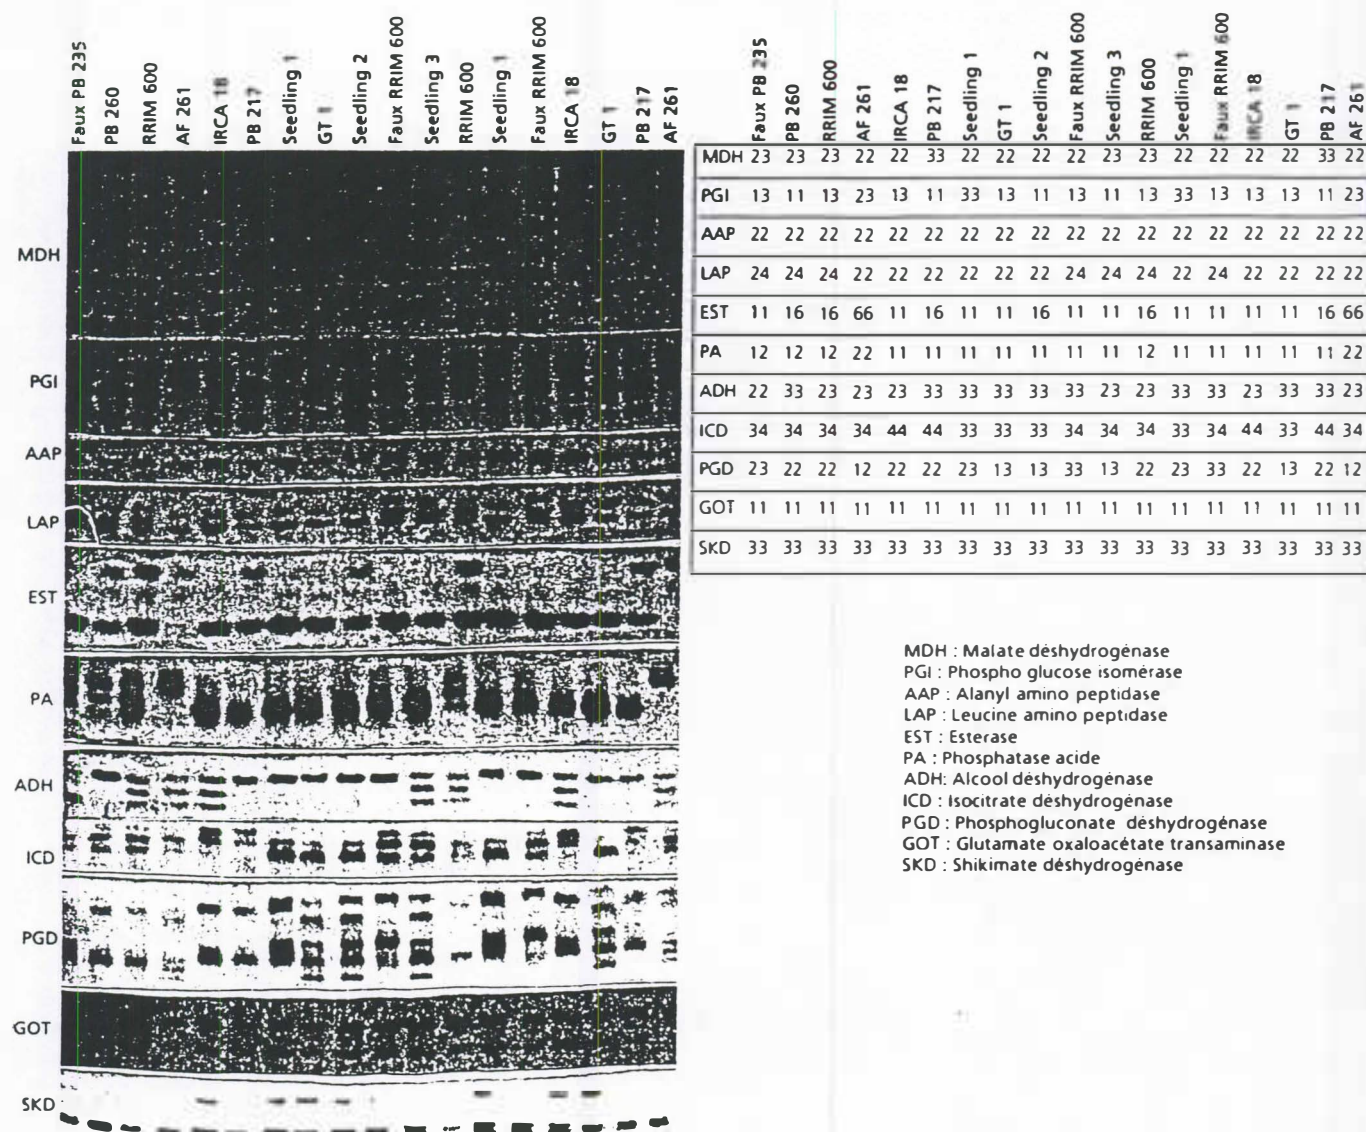 Faux PB 235
PB 260
RRIM 600
AF 261
IRCA 18
PB 217
Seedling 1
GT 1
Seedling 2
Faux RRIM 600
Seedling 3
RRIM 600
Seedling 1
Faux RRIM 600
IRCA 18
GT 1
PB 217
AF 261
MDH
PGI
AAP
LAP
EST
PA
ADH
ICD
PGD
GOT
SKD
Faux PB 235
PB 260
RRIM 600
AF 261
IRCA 18
PB 217
Seedling 1
GT 1
Seedling 2
Faux RRIM 600
Seedling 3
RRIM 600
Seedling 1
Faux RRIM 600
IRCA 18
GT 1
PB 217
AF 261
MDH 23 23 23 22 22 33 22 22 22 22 23 23 22 22 22 22 33 22
PGI 13 11 13 23 13 11 33 13 11 13 11 13 33 13 13 13 11 23
AAP 22 22 22 22 22 22 22 22 22 22 22 22 22 22 22 22 22 22
LAP 24 24 24 22 22 22 22 22 22 24 24 24 22 24 22 22 22 22
EST 11 16 16 66 11 16 11 11 16 11 11 16 11 11 11 11 16 66
PA 12 12 12 22 11 11 11 11 11 11 11 12 11 11 11 11 11 22
ADH 22 33 23 23 23 33 33 33 33 33 23 23 33 33 23 33 33 23
ICD 34 34 34 34 44 44 33 33 33 34 34 34 33 34 44 33 44 34
PGD 23 22 22 12 22 22 23 13 13 33 13 22 23 33 22 13 22 12
GOT 11 11 11 11 11 11 11 11 11 11 11 11 11 11 11 11 11 11
SKD 33 33 33 33 33 33 33 33 33 33 33 33 33 33 33 33 33 33
MDH : Malate déshydrogénase
PGI : Phospho glucose isomérase
AAP : Alanyl amino peptidase
LAP : Leucine amino peptidase
EST : Esterase
PA : Phosphatase acide
ADH: Alcool déshydrogénase
ICD : Isocitrate déshydrogénase
PGD : Phosphogluconate déshydrogénase
GOT : Glutamate oxaloacétate transaminase
SKD : Shikimate déshydrogénase